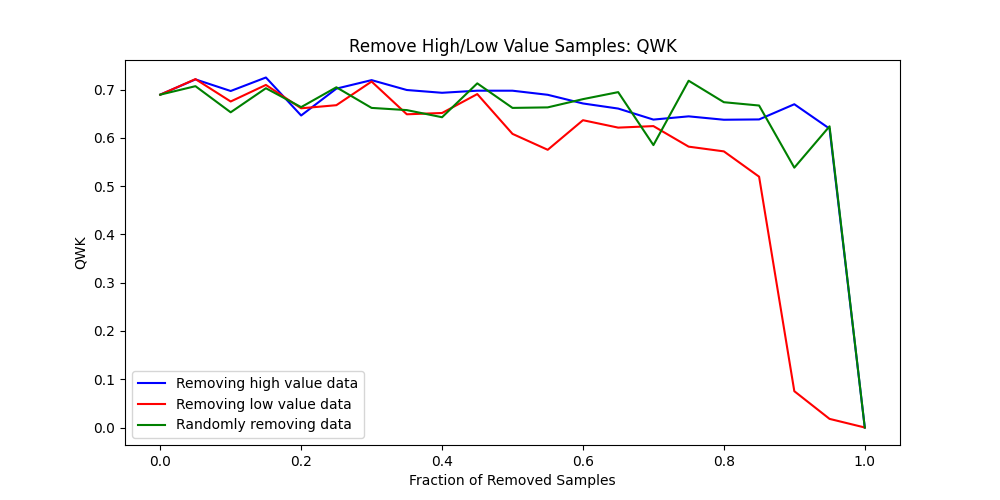 Remove High/Low Value Samples: QWK
QWK
0.7
0.6
0.5
0.4
0.3
0.2
0.1
0.0
Removing high value data
Removing low value data
Randomly removing data
0.0 0.2 0.4 0.6 0.8 1.0
Fraction of Removed Samples